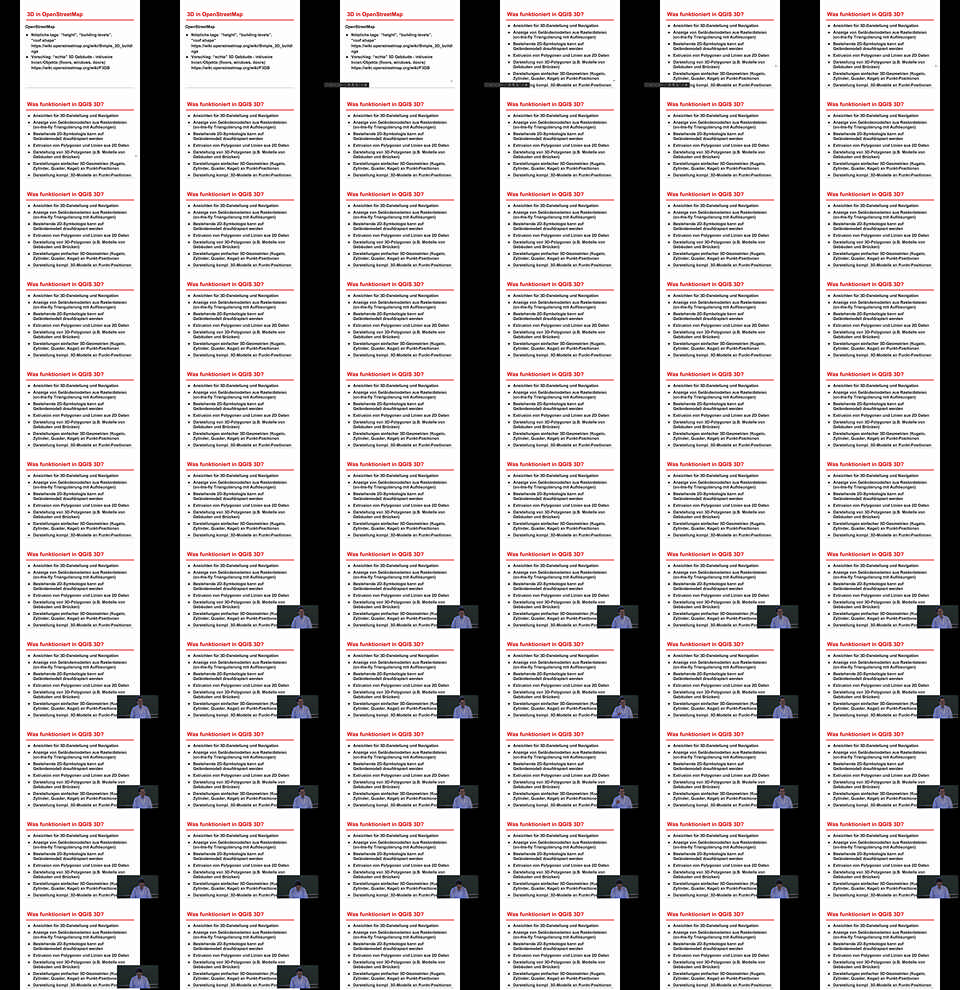 3D in OpenStreetMap
OpenStreetMap
● Mögliche tags: "height", "building:levels",
"roof:shape"
https://wiki.openstreetmap.org/wiki/Simple_3D_buildi
ngs
● Vorschlag: "echte" 3D Gebäude, inklusive
Innen-Objekte (floors, windows, doors)
https://wiki.openstreetmap.org/wiki/F3DB
Was funktioniert in QGIS 3D?
● Ansichten für 3D-Darstellung und Navigation
● Anzeige von Geländemodellen aus Rasterdateien
(on-the-fly Triangulierung mit Auflösungen)
● Bestehende 2D-Symbologie kann auf
Geländemodell draufdrapiert werden
● Extrusion von Polygonen und Linien aus 2D Daten
● Darstellung von 3D-Polygonen (z.B. Modelle von
Gebäuden und Brücken)
● Darstellungen einfacher 3D-Geometrien (Kugeln,
Zylinder, Quader, Kegel) an Punkt-Positionen
● Darstellung kompl. 3D-Modelle an Punkt-Positionen